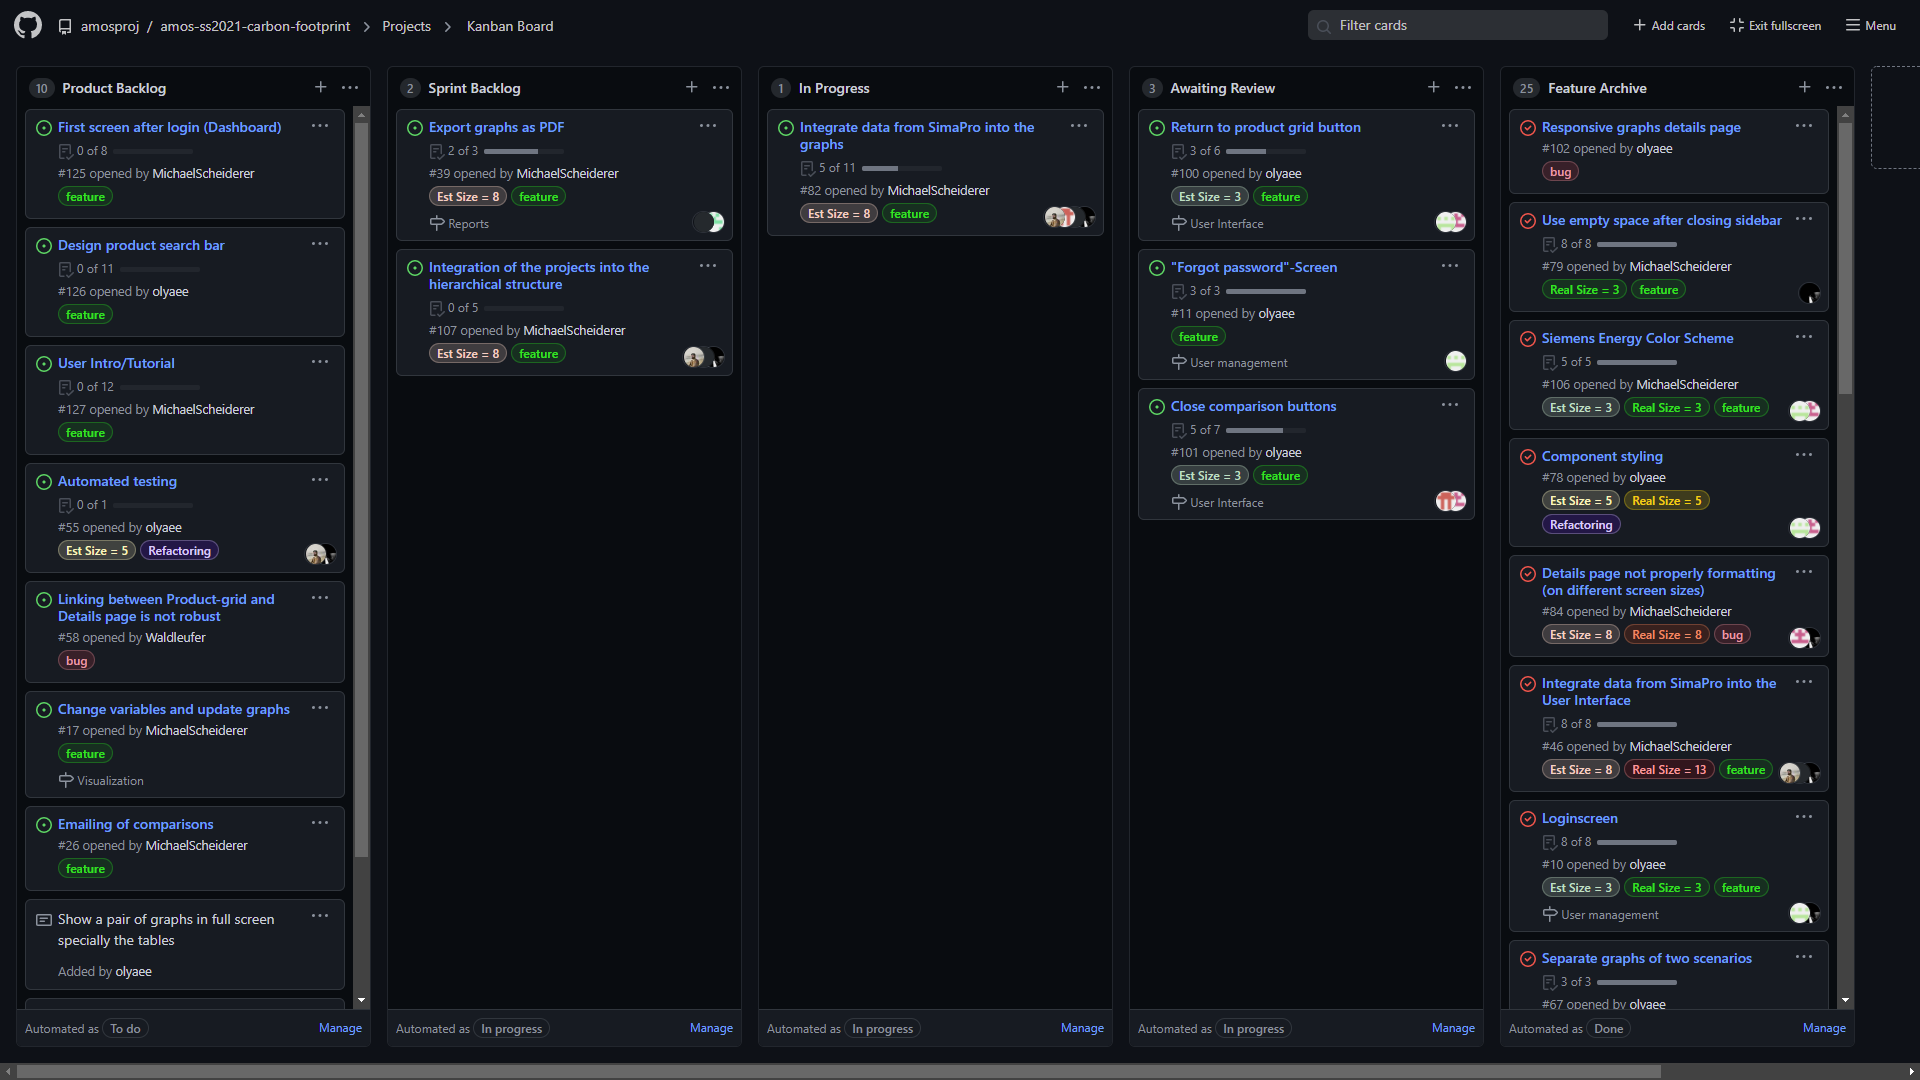 amosproj / amos-ss2021-carbon-footprint > Projects > Kanban Board
Filter cards
Add cards
Exit fullscreen
Menu
10 Product Backlog
First screen after login (Dashboard)
0 of 8
#125 opened by MichaelScheiderer
feature
Design product search bar
0 of 11
#126 opened by olyaee
feature
User Intro/Tutorial
0 of 12
#127 opened by MichaelScheiderer
feature
Automated testing
0 of 1
#55 opened by olyaee
Est Size = 5 Refactoring
Linking between Product-grid and
Details page is not robust
#58 opened by Waldleufer
bug
Change variables and update graphs
#17 opened by MichaelScheiderer
feature
Visualization
Emailing of comparisons
#26 opened by MichaelScheiderer
feature
Show a pair of graphs in full screen
specially the tables
Added by olyaee
Automated as To do Manage
2 Sprint Backlog
Export graphs as PDF
2 of 3
#39 opened by MichaelScheiderer
Est Size = 8 feature
Reports
Integration of the projects into the
hierarchical structure
0 of 5
#107 opened by MichaelScheiderer
Est Size = 8 feature
Automated as In progress Manage
1 In Progress
Integrate data from SimaPro into the
graphs
5 of 11
#82 opened by MichaelScheiderer
Est Size = 8 feature
Automated as In progress Manage
3 Awaiting Review
Return to product grid button
3 of 6
#100 opened by olyaee
Est Size = 3 feature
User Interface
"Forgot password"-Screen
3 of 3
#11 opened by olyaee
feature
User management
Close comparison buttons
5 of 7
#101 opened by olyaee
Est Size = 3 feature
User Interface
Automated as In progress Manage
25 Feature Archive
Responsive graphs details page
#102 opened by olyaee
bug
Use empty space after closing sidebar
8 of 8
#79 opened by MichaelScheiderer
Real Size = 3 feature
Siemens Energy Color Scheme
5 of 5
#106 opened by MichaelScheiderer
Est Size = 3 Real Size = 3 feature
Component styling
#78 opened by olyaee
Est Size = 5 Real Size = 5
Refactoring
Details page not properly formatting
(on different screen sizes)
#84 opened by MichaelScheiderer
Est Size = 8 Real Size = 8 bug
Integrate data from SimaPro into the
User Interface
8 of 8
#46 opened by MichaelScheiderer
Est Size = 8 Real Size = 13 feature
Loginscreen
8 of 8
#10 opened by olyaee
Est Size = 3 Real Size = 3 feature
User management
Separate graphs of two scenarios
3 of 3
#67 opened by olyaee
Automated as Done Manage